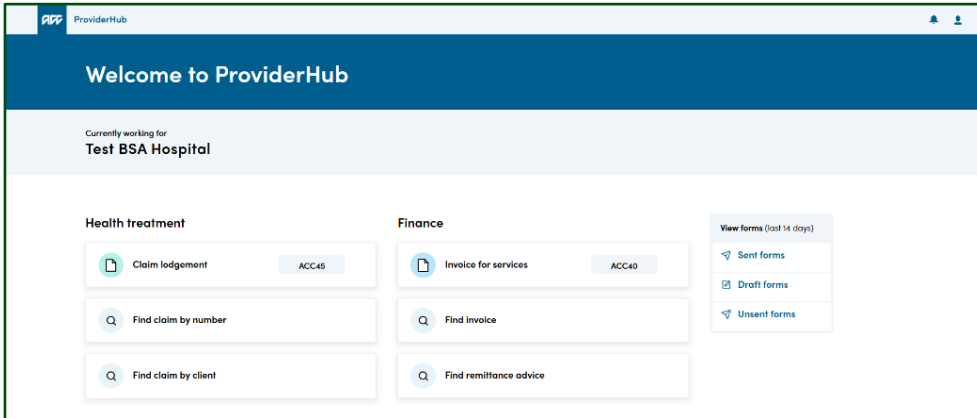 ACC ProviderHub
Welcome to ProviderHub
Currently working for
Test BSA Hospital
Health treatment
Claim lodgement ACC45
Find claim by number
Find claim by client
Finance
Invoice for services ACC40
Find invoice
Find remittance advice
View forms (last 14 days)
Sent forms
Draft forms
Unsent forms